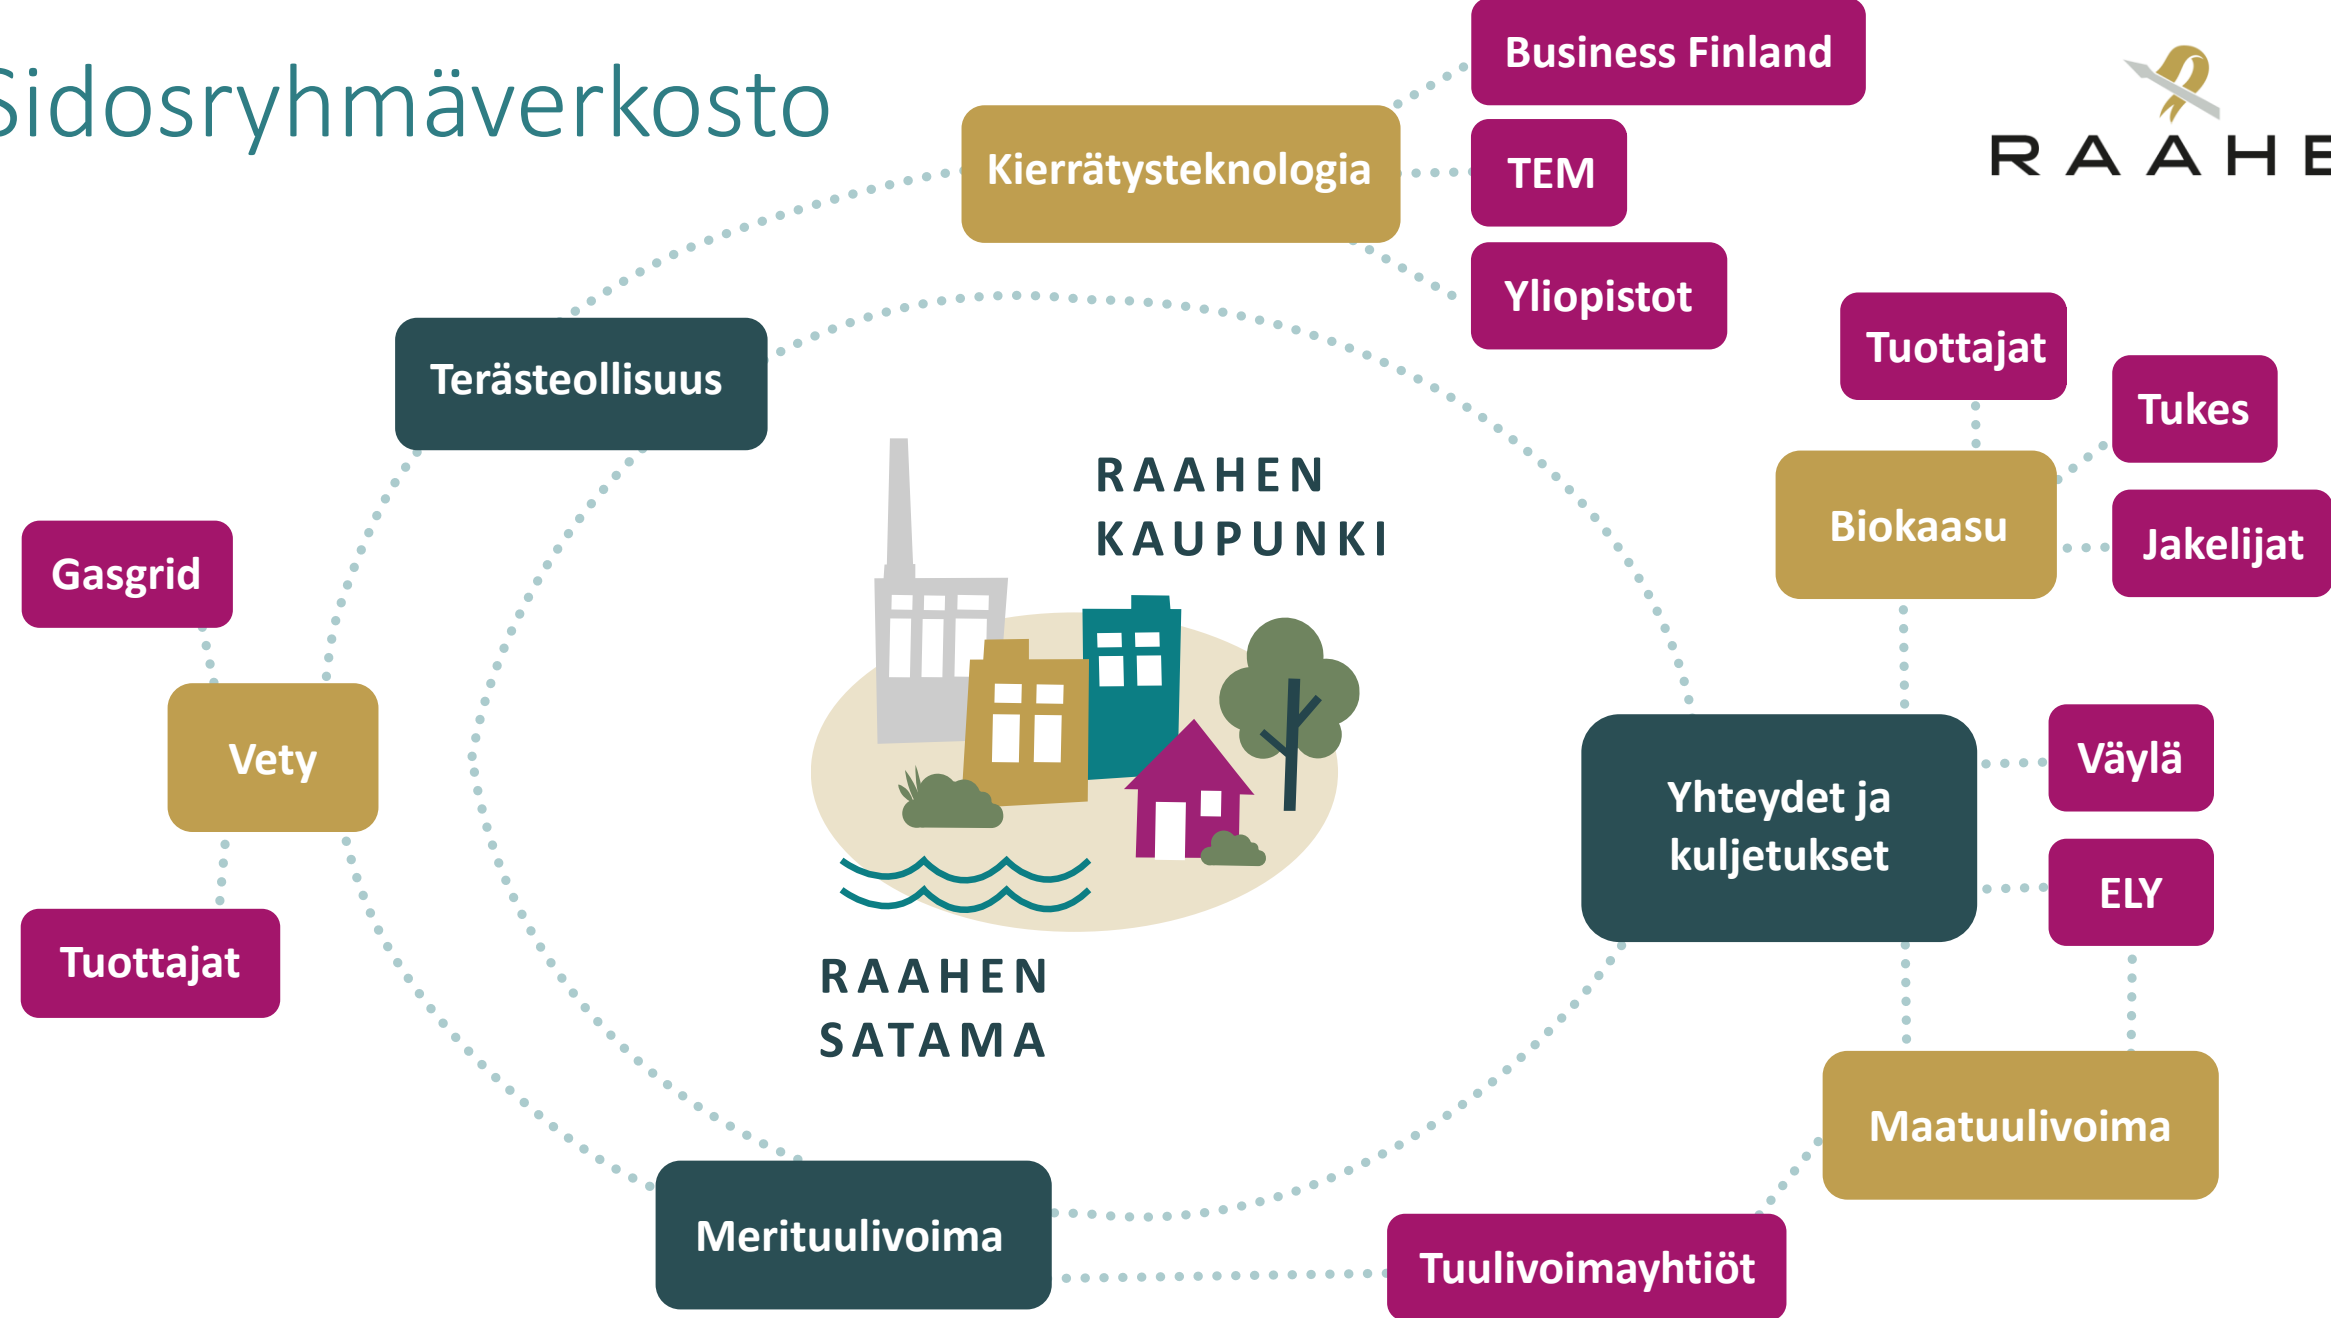 Sidosryhmäverkosto
Business Finland
RAAHE
Kierrätysteknologia
TEM
Yliopistot
Tuottajat
Terästeollisuus
Tukes
RAAHEN
KAUPUNKI
Biokaasu
Jakelijat
Gasgrid
Vety
Väylä
Yhteydet ja
kuljetukset
ELY
Tuottajat
RAAHEN
SATAMA
Maatuulivoima
Merituulivoima
Tuulivoimayhtiöt